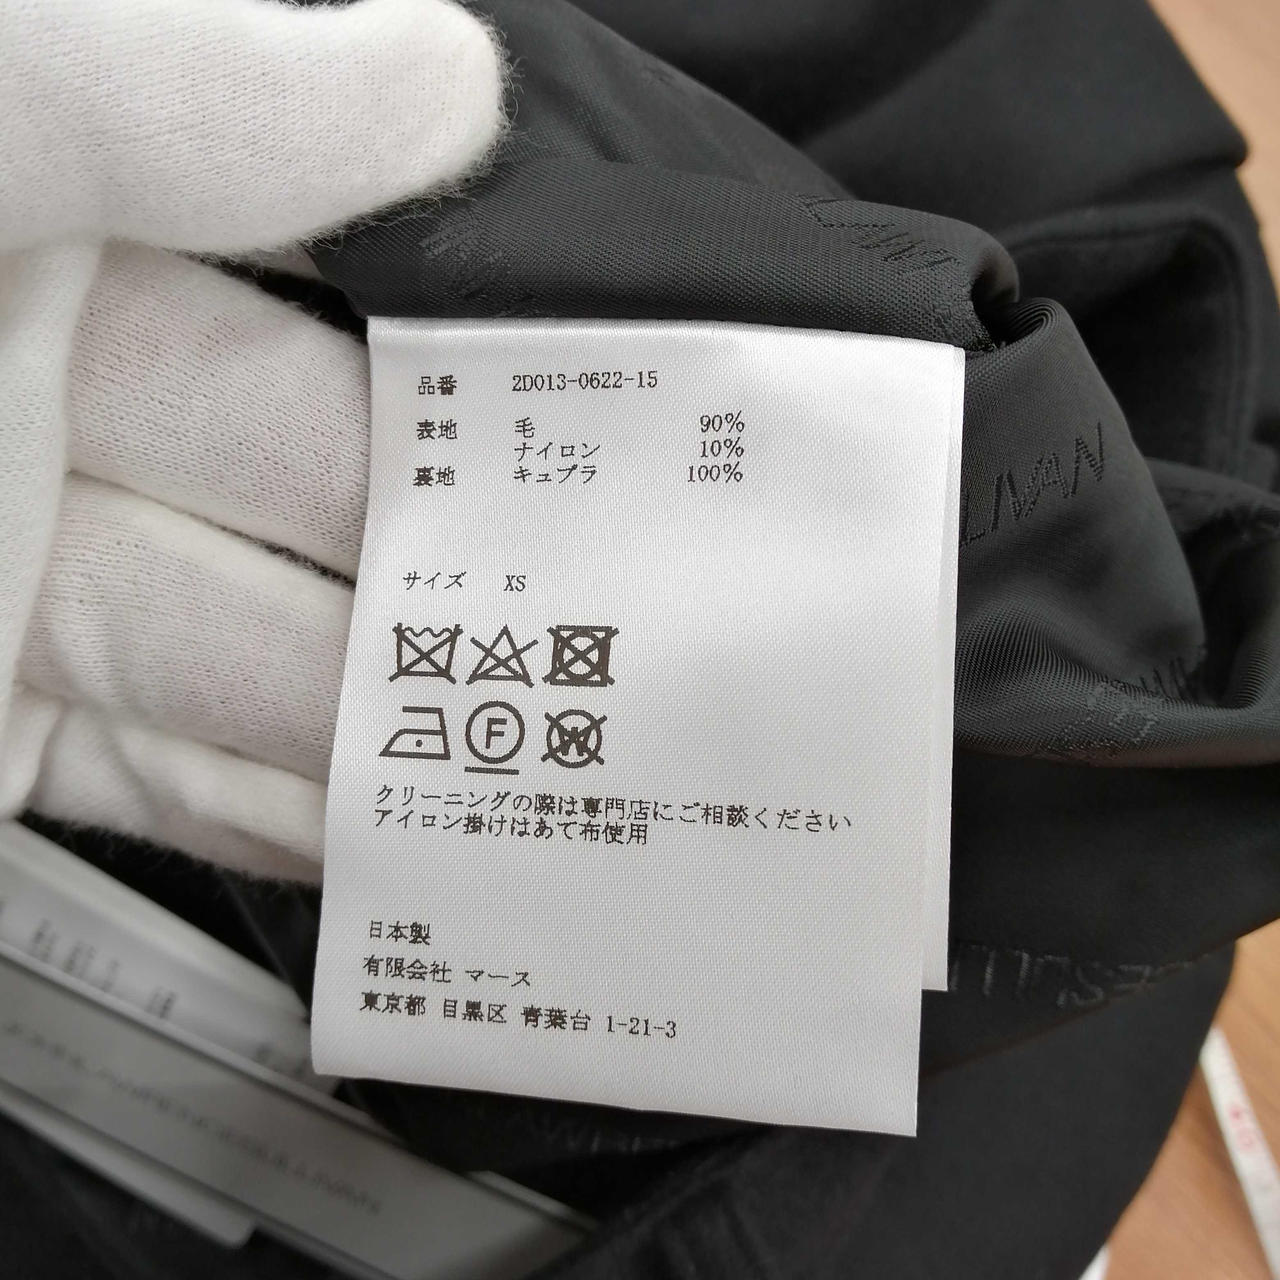 品番 2D013-0622-15
表地 毛 90%
ナイロン 10%
裏地 キュプラ 100%
サイズ XS
F
W
クリーニングの際は専門店にご相談ください
アイロン掛けはあて布使用
日本製
有限会社 マース
東京都 目黒区 青葉台 1-21-3
LIVAN